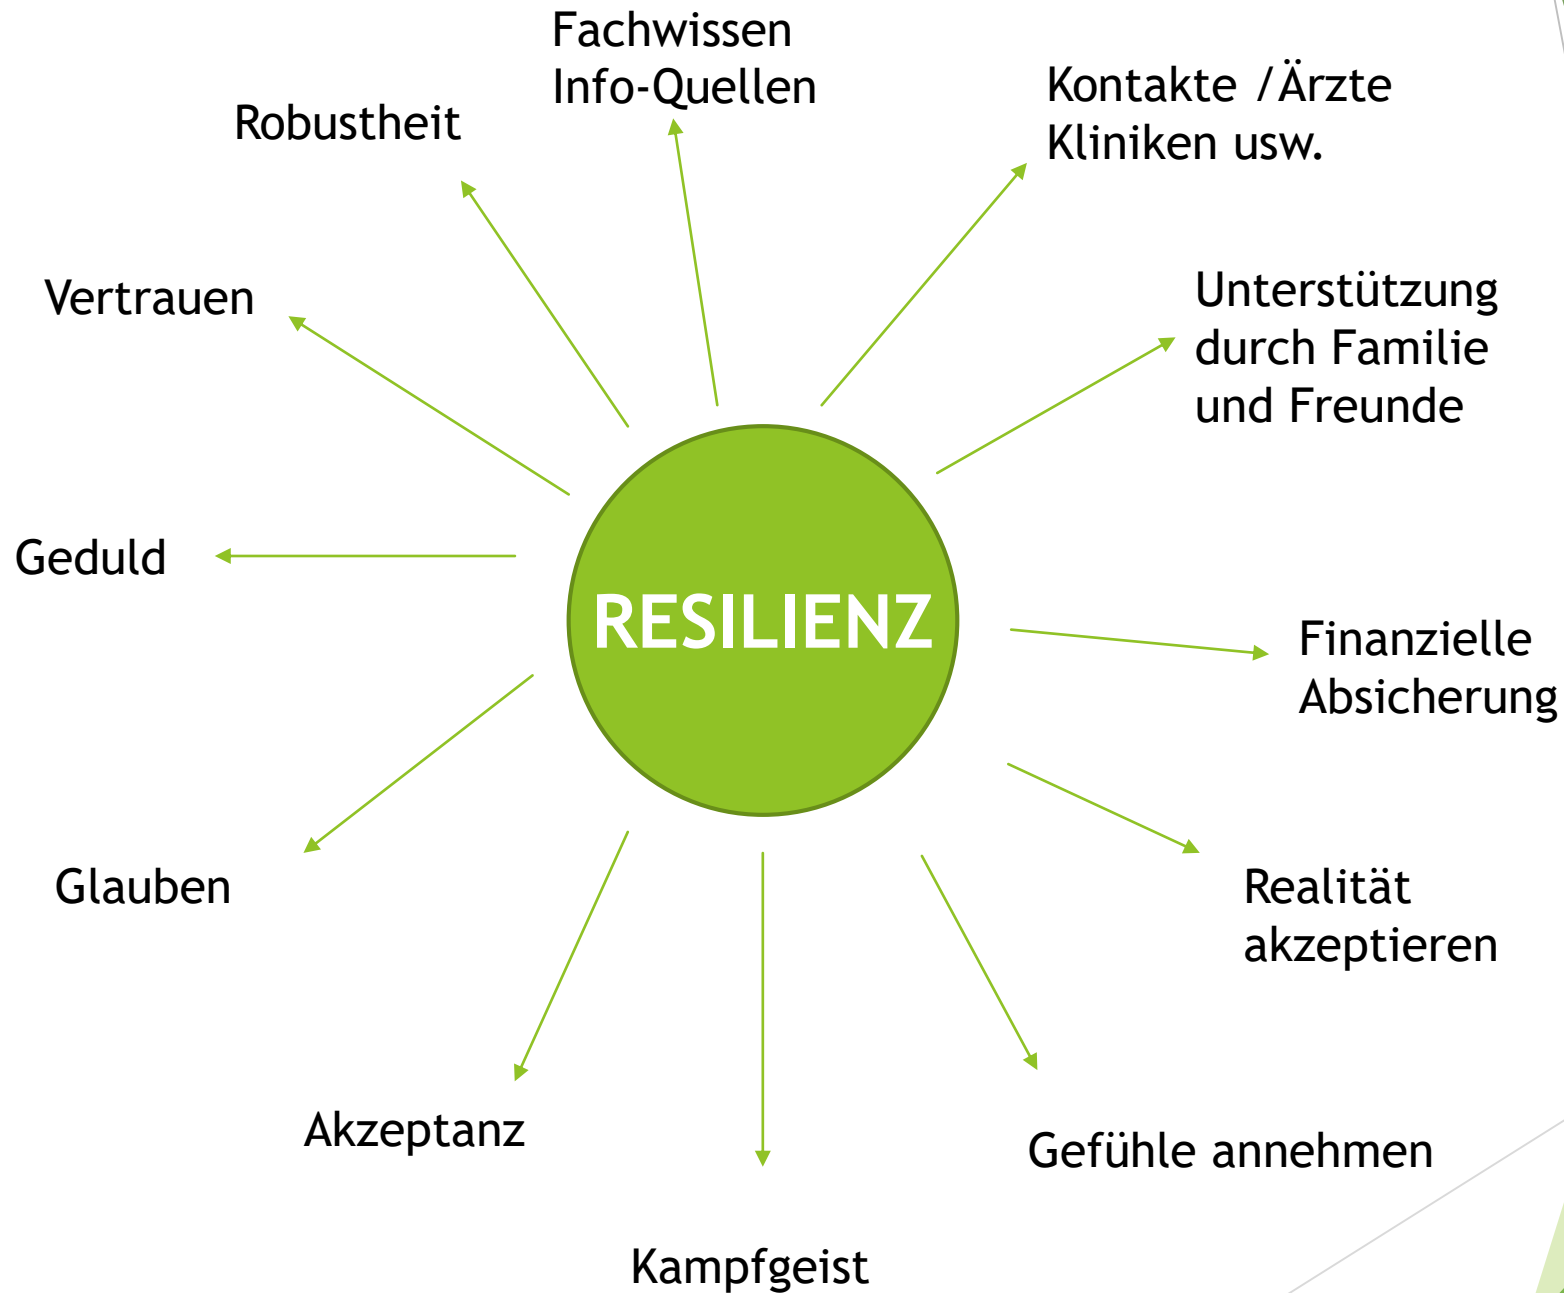 Fachwissen
Info-Quellen
Kontakte /Ärzte
Kliniken usw.
Robustheit
Unterstützung
durch Familie
und Freunde
Vertrauen
Geduld
RESILIENZ
Finanzielle
Absicherung
Glauben
Realität
akzeptieren
Akzeptanz
Gefühle annehmen
Kampfgeist